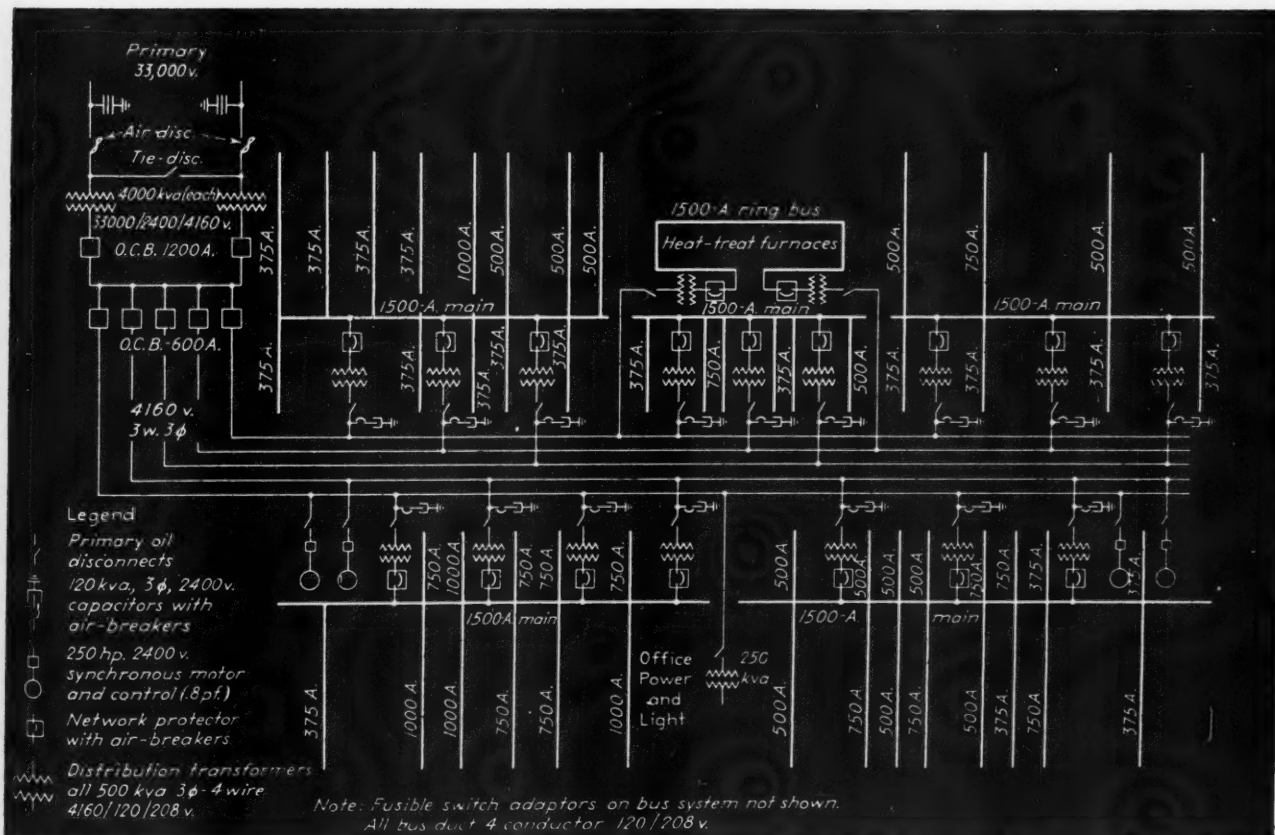 Primary
33,000 v.
Air disc.
Tie-disc.
4000 kva (each)
33000/2400/4160 v.
O.C.B. 1200 A.
O.C.B.-600 A.
4160 v.
3 w. 3ϕ
375 A.
375 A.
375 A.
375 A.
1000 A.
500 A.
500 A.
500 A.
1500-A. main
375 A.
375 A.
375 A.
375 A.
375 A.
1500-A ring bus
Heat-treat furnaces
1500-A. main
375 A.
750 A.
375 A.
500 A.
500 A.
750 A.
500 A.
500 A.
1500-A. main
375 A.
375 A.
375 A.
375 A.
750 A.
1000 A.
750 A.
750 A.
750 A.
1500A. main
375 A.
1000 A.
1000 A.
750 A.
750 A.
1000 A.
Office
Power
and
Light
250
kva.
500 A.
500 A.
500 A.
500 A.
750 A.
750 A.
375 A.
375 A.
1500-A. main
500 A.
750 A.
500 A.
750 A.
500 A.
375 A.
750 A.
375 A.
Legend
Primary oil
disconnects
120 kva., 3ϕ, 2400 v.
capacitors with
air-breakers
250 hp. 2400 v.
synchronous motor
and control (.8 pf.)
Network protector
with air-breakers
Distribution transformers
all 500 kva 3ϕ-4 wire
4160/120/208 v.
Note: Fusible switch adaptors on bus system not shown.
All bus duct 4 conductor 120/208 v.